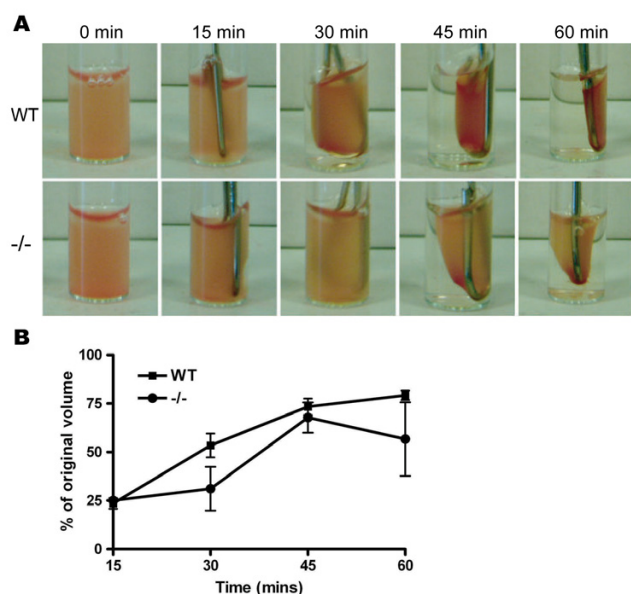 A
0 min 15 min 30 min 45 min 60 min
WT
-/-
B
100
75
50
25
0
WT
-/-
% of original volume
15 30 45 60
Time (mins)